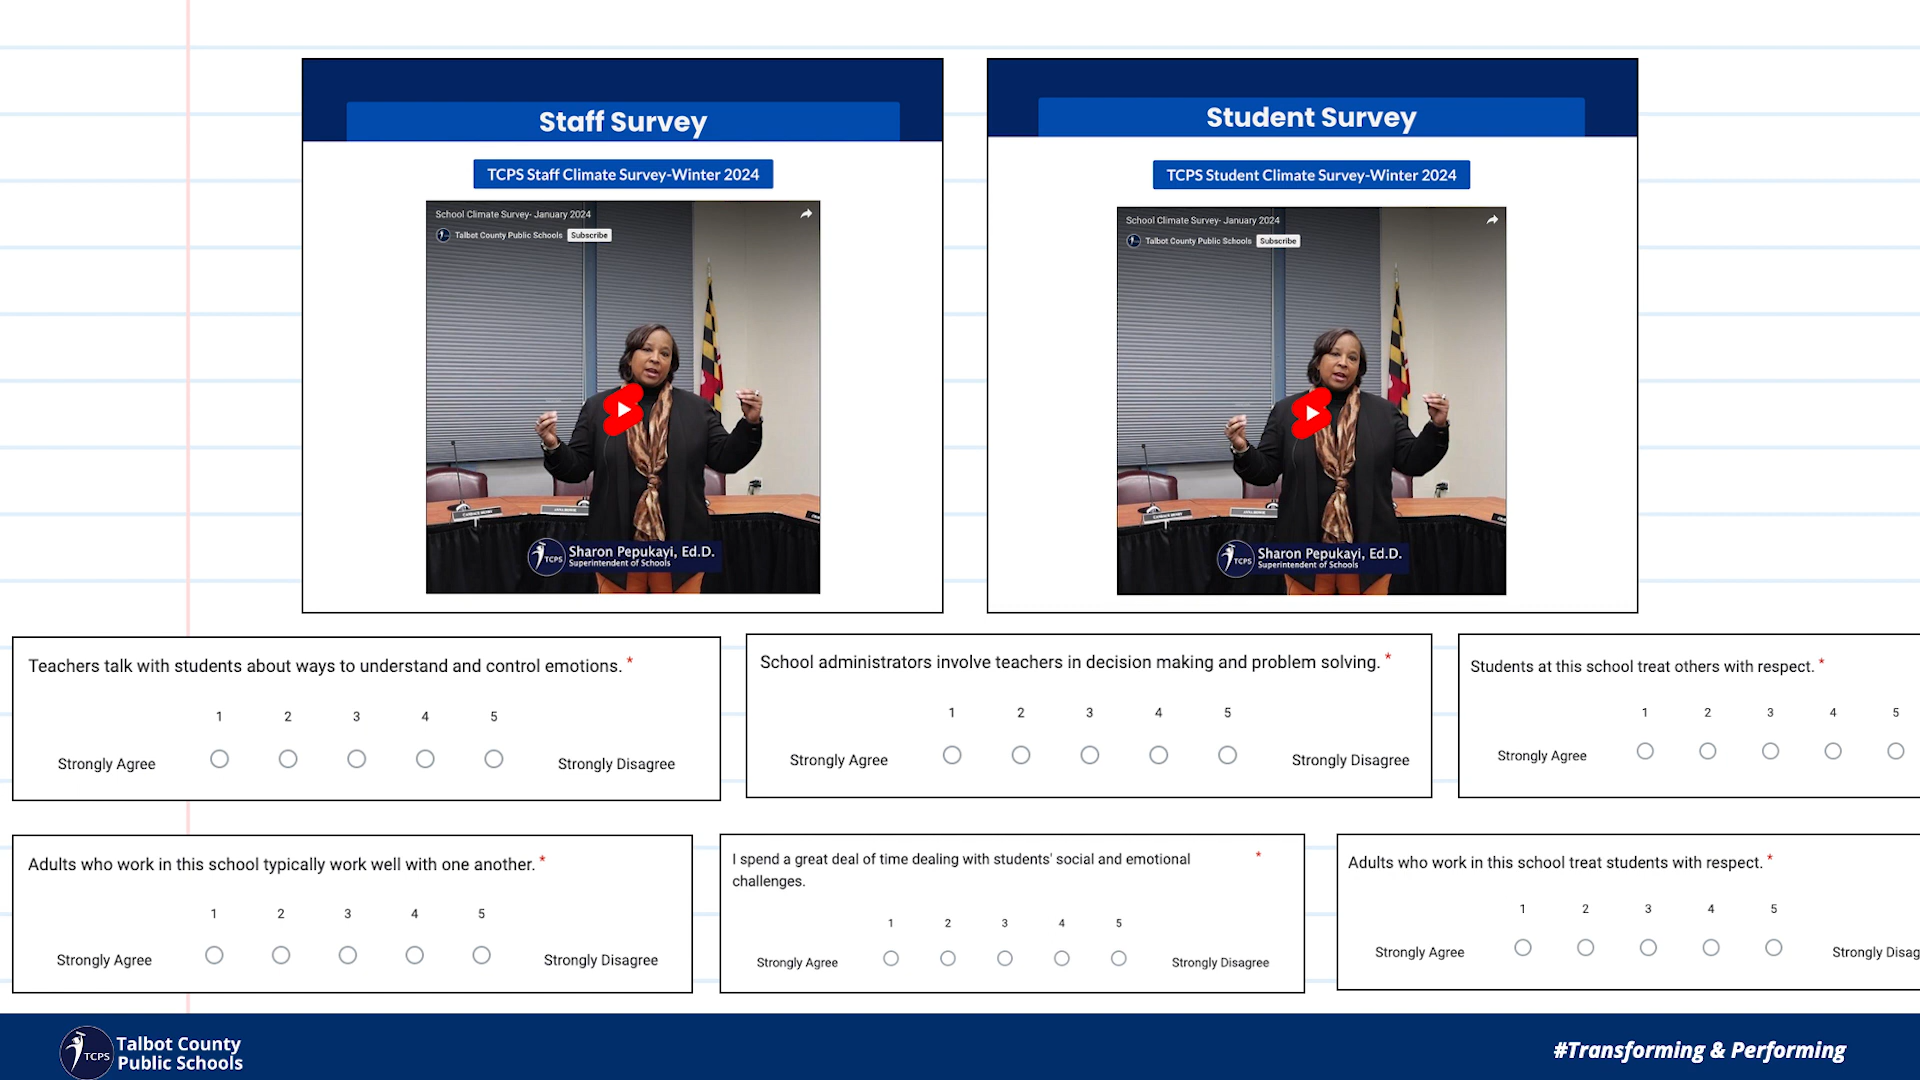 Staff Survey
TCPS Staff Climate Survey-Winter 2024
School Climate Survey- January 2024
Talbot County Public Schools Subscribe
TCPS
Sharon Pepukayi, Ed.D.
Superintendent of Schools
Student Survey
TCPS Student Climate Survey-Winter 2024
School Climate Survey- January 2024
Talbot County Public Schools Subscribe
TCPS
Sharon Pepukayi, Ed.D.
Superintendent of Schools
Teachers talk with students about ways to understand and control emotions. *
1 2 3 4 5
Strongly Agree Strongly Disagree
School administrators involve teachers in decision making and problem solving. *
1 2 3 4 5
Strongly Agree Strongly Disagree
Students at this school treat others with respect. *
1 2 3 4 5
Strongly Agree
Adults who work in this school typically work well with one another. *
1 2 3 4 5
Strongly Agree Strongly Disagree
I spend a great deal of time dealing with students' social and emotional *
challenges.
1 2 3 4 5
Strongly Agree Strongly Disagree
Adults who work in this school treat students with respect. *
1 2 3 4 5
Strongly Agree Strongly Disag
TCPS
Talbot County
Public Schools
#Transforming & Performing